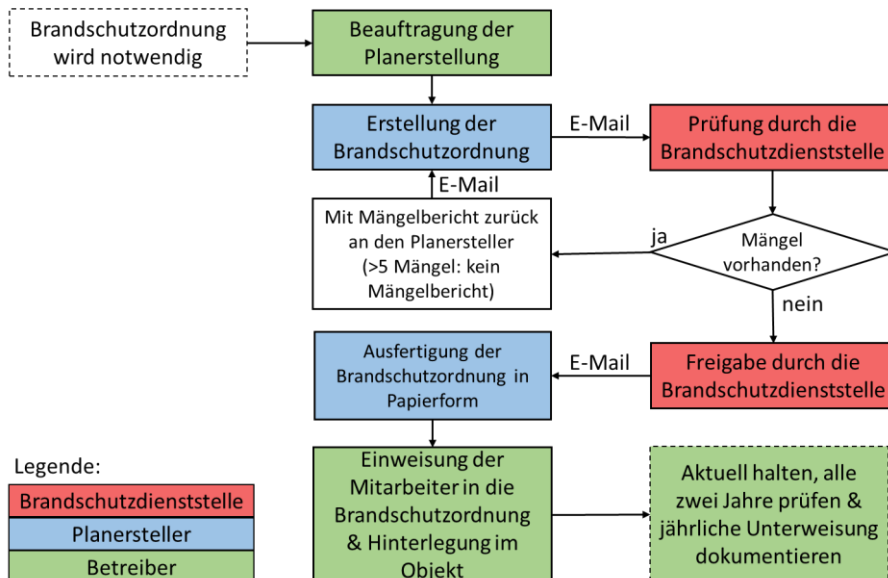 Brandschutzordnung
wird notwendig
Beauftragung der
Planerstellung
Erstellung der
Brandschutzordnung
E-Mail
Prüfung durch die
Brandschutzdienststelle
E-Mail
Mit Mängelbericht zurück
an den Planersteller
(>5 Mängel: kein
Mängelbericht)
ja
Mängel
vorhanden?
nein
Ausfertigung der
Brandschutzordnung in
Papierform
E-Mail
Freigabe durch die
Brandschutzdienststelle
Einweisung der
Mitarbeiter in die
Brandschutzordnung
& Hinterlegung im
Objekt
Aktuell halten, alle
zwei Jahre prüfen &
jährliche Unterweisung
dokumentieren
Legende:
Brandschutzdienststelle
Planersteller
Betreiber